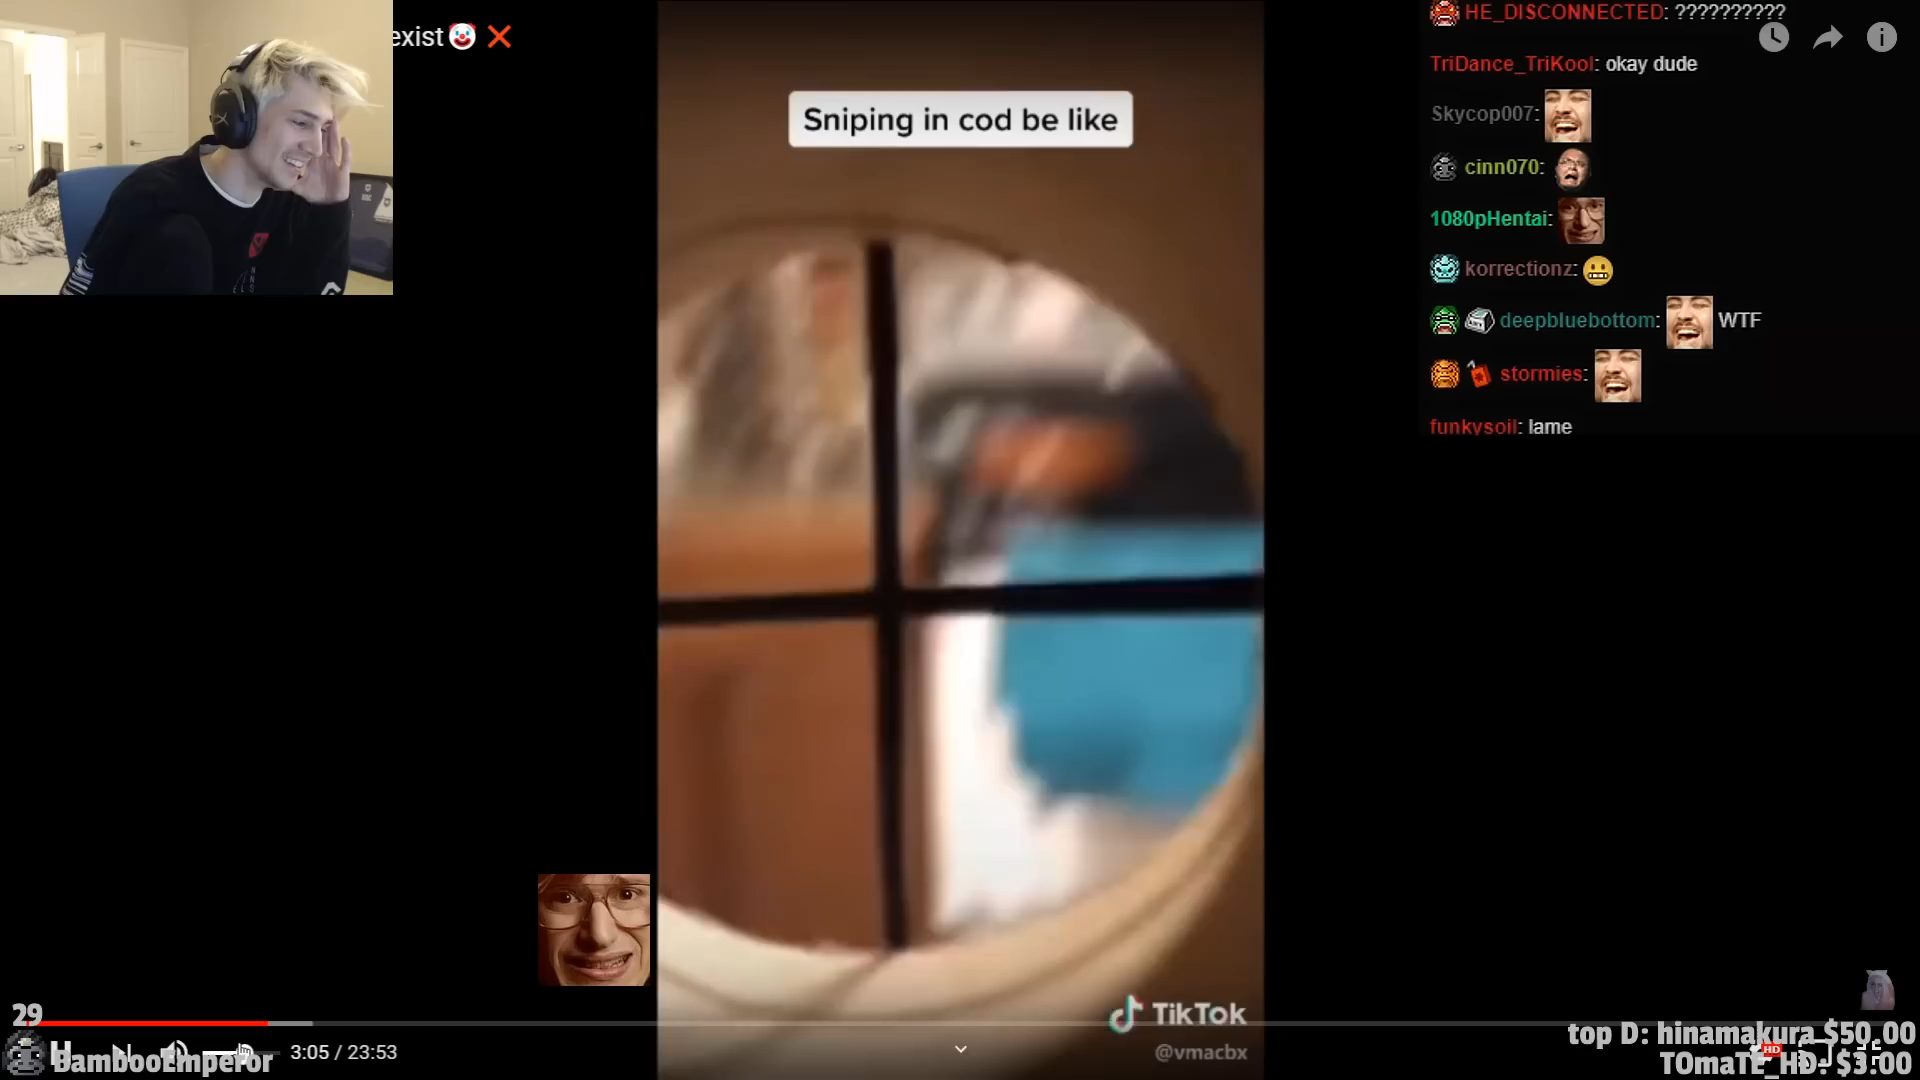 exist
Sniping in cod be like
HE_DISCONNECTED: ??????????
TriDance_TriKool: okay dude
Skycop007:
cinn070:
1080pHentai:
korrectionz:
deepbluebottom: WTF
stormies:
funkysoil: lame
29
BambooEmperor
3:05 / 23:53
TikTok
@vmacbx
top D: hinamakura $50.00
TOmaTE_HD: $3.00
HD